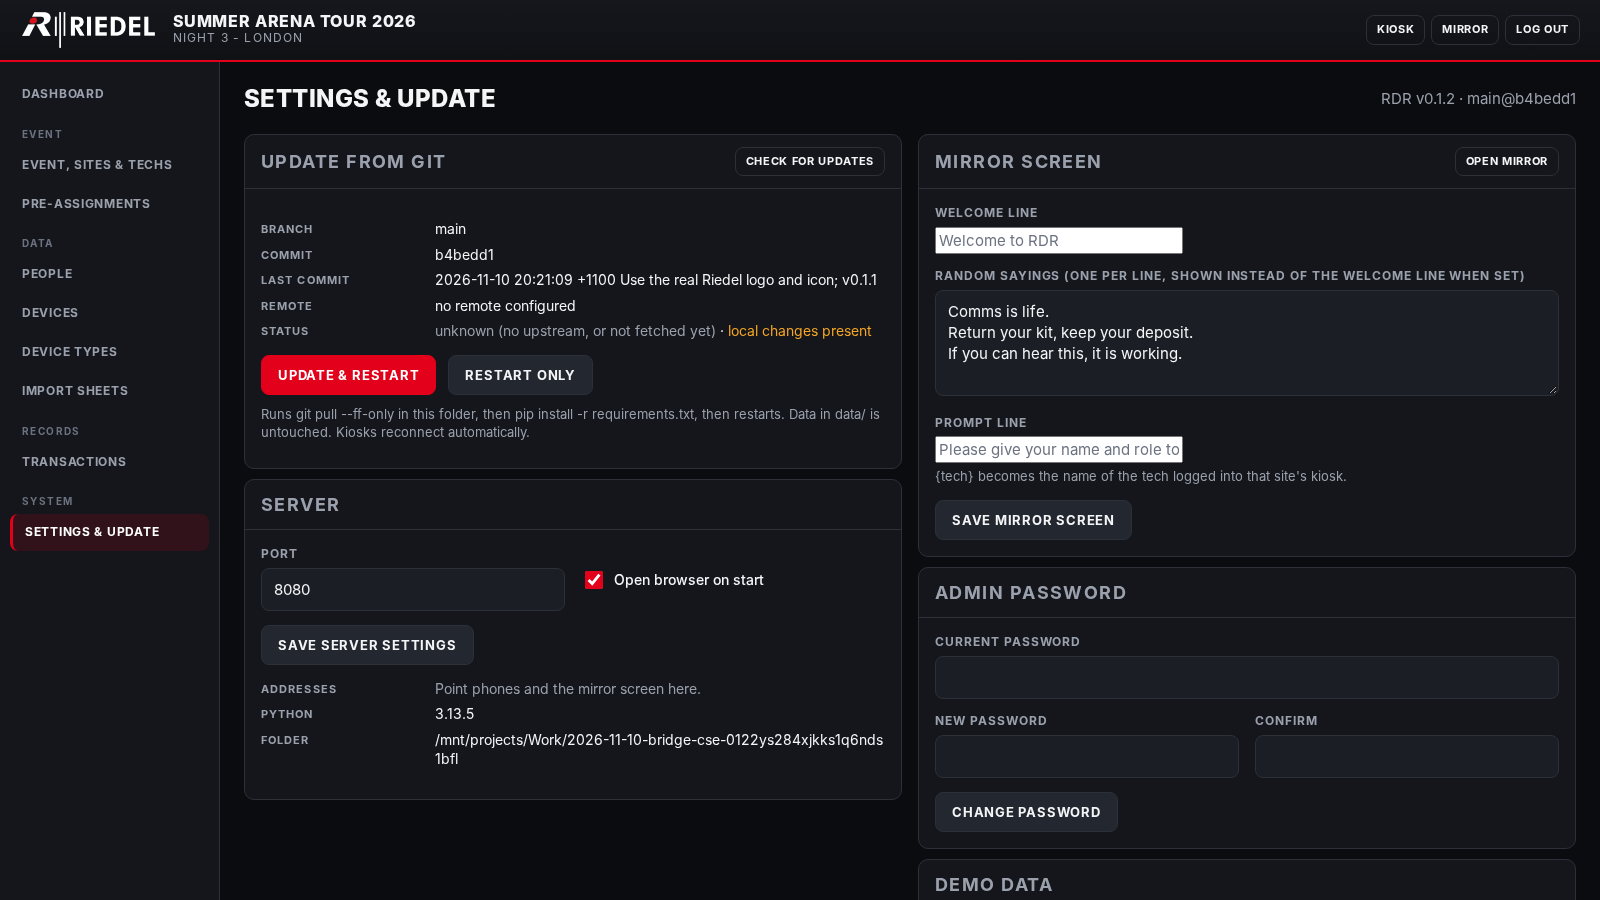 RIEDEL
SUMMER ARENA TOUR 2026
NIGHT 3 - LONDON
KIOSK
MIRROR
LOG OUT
DASHBOARD
EVENT
EVENT, SITES & TECHS
PRE-ASSIGNMENTS
DATA
PEOPLE
DEVICES
DEVICE TYPES
IMPORT SHEETS
RECORDS
TRANSACTIONS
SYSTEM
SETTINGS & UPDATE
SETTINGS & UPDATE
RDR v0.1.2 · main@b4bedd1
UPDATE FROM GIT
CHECK FOR UPDATES
BRANCH main
COMMIT b4bedd1
LAST COMMIT 2026-11-10 20:21:09 +1100 Use the real Riedel logo and icon; v0.1.1
REMOTE no remote configured
STATUS unknown (no upstream, or not fetched yet) · local changes present
UPDATE & RESTART
RESTART ONLY
Runs git pull --ff-only in this folder, then pip install -r requirements.txt, then restarts. Data in data/ is
untouched. Kiosks reconnect automatically.
SERVER
PORT
8080
Open browser on start
SAVE SERVER SETTINGS
ADDRESSES Point phones and the mirror screen here.
PYTHON 3.13.5
FOLDER /mnt/projects/Work/2026-11-10-bridge-cse-0122ys284xjkks1q6nds
1bfl
MIRROR SCREEN
OPEN MIRROR
WELCOME LINE
Welcome to RDR
RANDOM SAYINGS (ONE PER LINE, SHOWN INSTEAD OF THE WELCOME LINE WHEN SET)
Comms is life.
Return your kit, keep your deposit.
If you can hear this, it is working.
PROMPT LINE
Please give your name and role to
{tech} becomes the name of the tech logged into that site's kiosk.
SAVE MIRROR SCREEN
ADMIN PASSWORD
CURRENT PASSWORD
NEW PASSWORD
CONFIRM
CHANGE PASSWORD
DEMO DATA